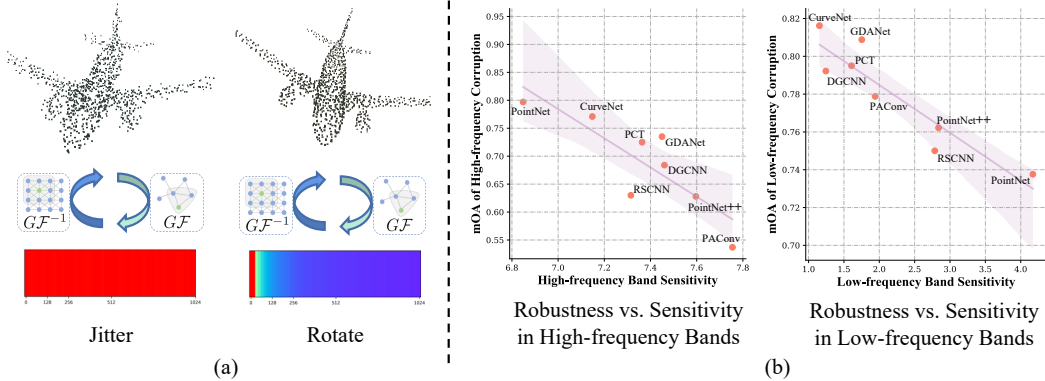 GF⁻¹
GF
GF⁻¹
GF
0 128 256 512 1024
0 128 256 512 1024
Jitter
Rotate
(a)
mOA of High-frequency Corruption
0.95
0.90
0.85
0.80
0.75
0.70
0.65
0.60
0.55
PointNet
CurveNet
PCT
GDANet
DGCNN
RSCNN
PointNet++
PAConv
6.8 7.0 7.2 7.4 7.6 7.8
High-frequency Band Sensitivity
Robustness vs. Sensitivity
in High-frequency Bands
mOA of Low-frequency Corruption
0.82
0.80
0.78
0.76
0.74
0.72
0.70
CurveNet
GDANet
PCT
DGCNN
PAConv
PointNet++
RSCNN
PointNet
1.0 1.5 2.0 2.5 3.0 3.5 4.0
Low-frequency Band Sensitivity
Robustness vs. Sensitivity
in Low-frequency Bands
(b)